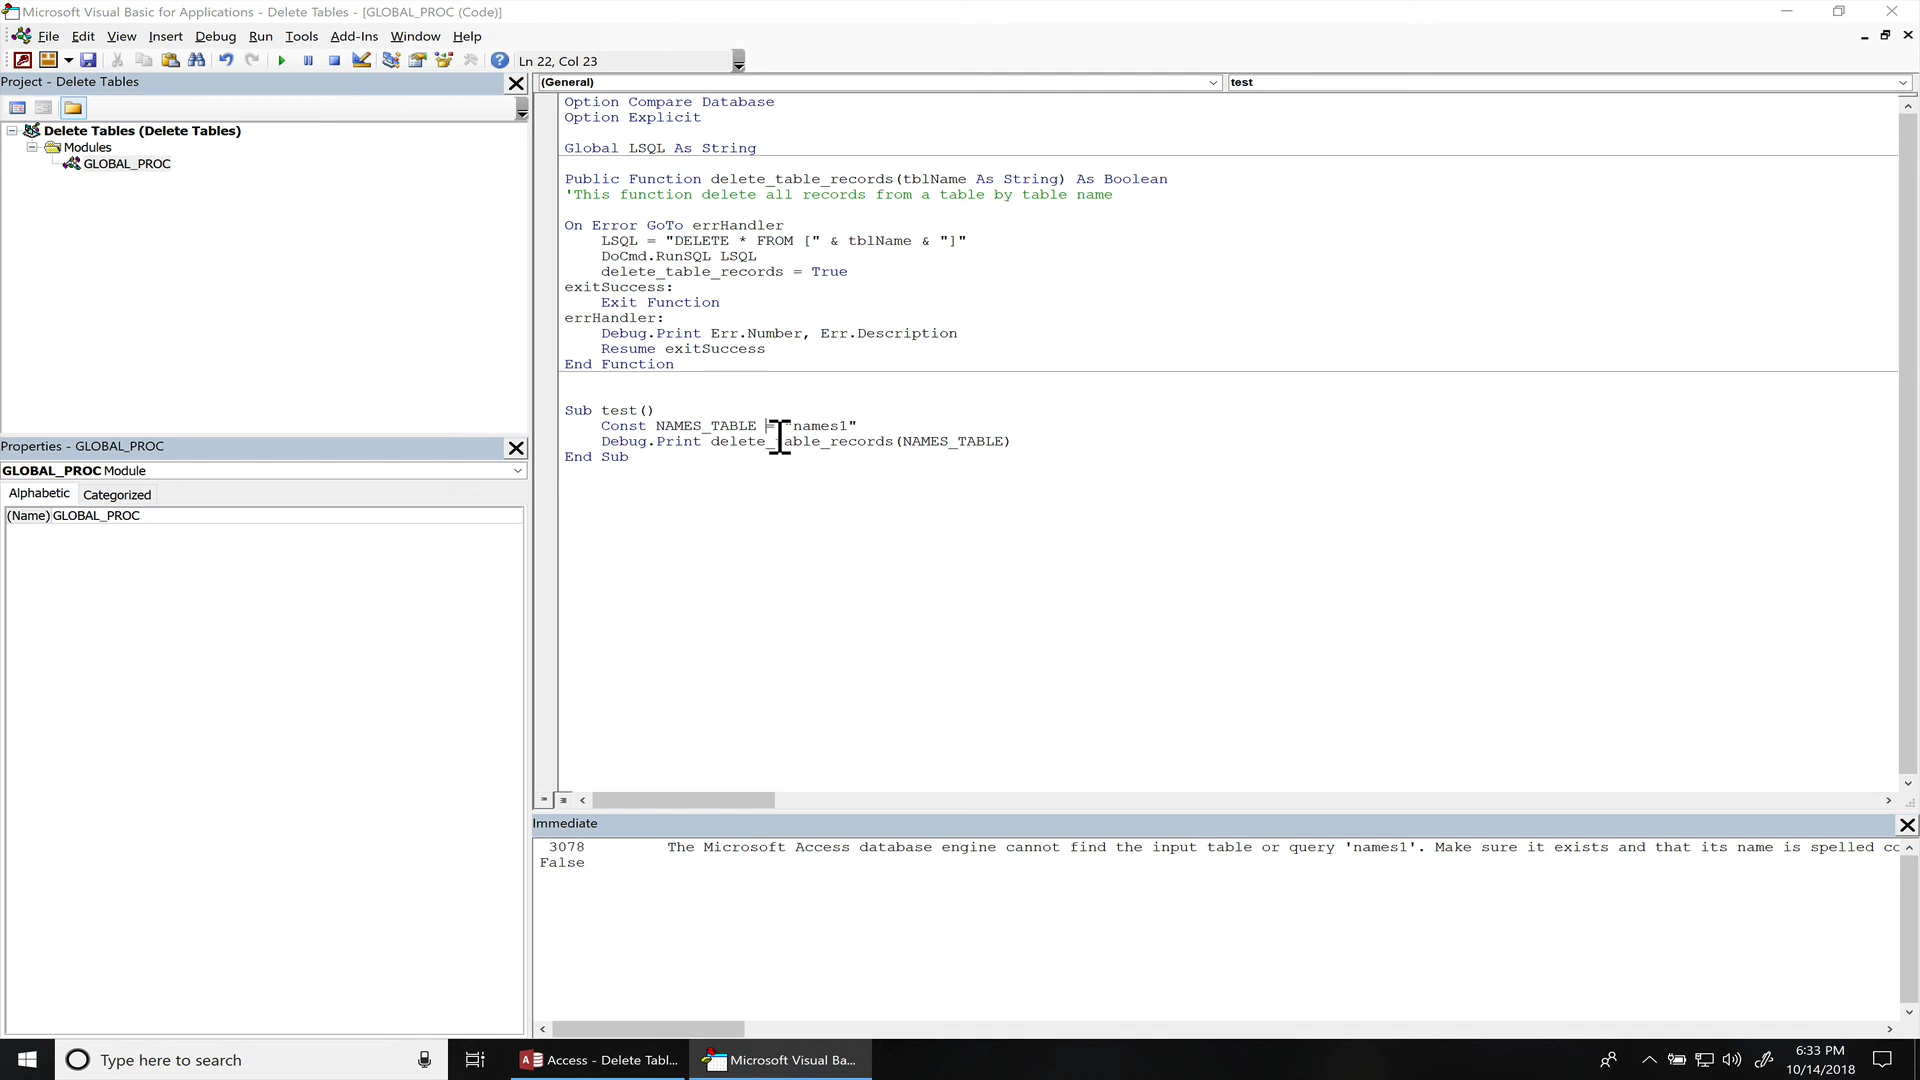 Microsoft Visual Basic for Applications - Delete Tables - [GLOBAL_PROC (Code)]
File Edit View Insert Debug Run Tools Add-Ins Window Help
Ln 22, Col 23
Project - Delete Tables
(General) test
Delete Tables (Delete Tables)
Modules
GLOBAL_PROC
Option Compare Database
Option Explicit
Global LSQL As String
Public Function delete_table_records(tblName As String) As Boolean
'This function delete all records from a table by table name
On Error GoTo errHandler
LSQL = "DELETE * FROM [" & tblName & "]"
DoCmd.RunSQL LSQL
delete_table_records = True
exitSuccess:
Exit Function
errHandler:
Debug.Print Err.Number, Err.Description
Resume exitSuccess
End Function
Sub test()
Const NAMES_TABLE = "names1"
Debug.Print delete_table_records(NAMES_TABLE)
End Sub
Properties - GLOBAL_PROC
GLOBAL_PROC Module
Alphabetic Categorized
(Name) GLOBAL_PROC
Immediate
3078 The Microsoft Access database engine cannot find the input table or query 'names1'. Make sure it exists and that its name is spelled co
False
Type here to search
Access - Delete Tabl...
Microsoft Visual Ba...
6:33 PM
10/14/2018